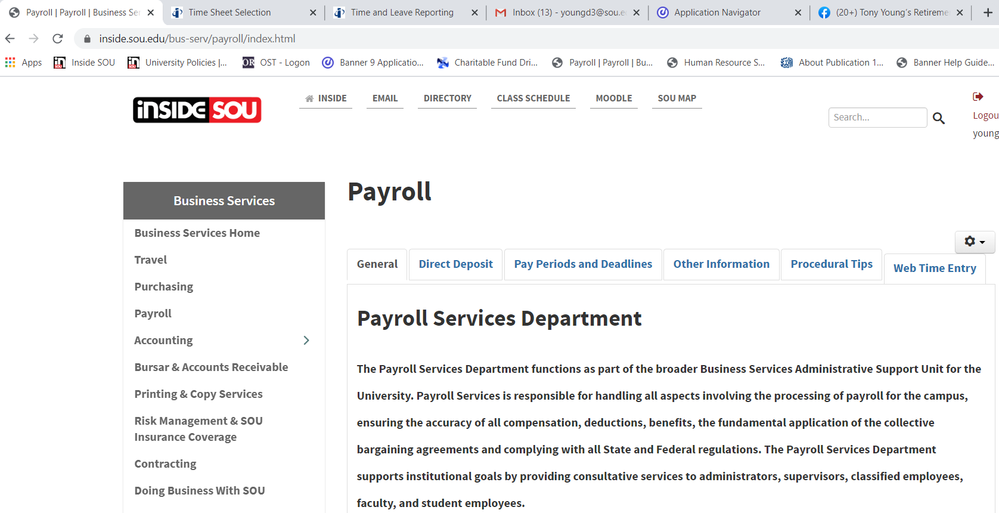 Payroll | Payroll | Business Ser
Time Sheet Selection
Time and Leave Reporting
Inbox (13) - youngd3@sou.e
Application Navigator
(20+) Tony Young's Retireme
inside.sou.edu/bus-serv/payroll/index.html
Apps
Inside SOU
University Policies |...
OR OST - Logon
Banner 9 Applicatio...
Charitable Fund Dri...
Payroll | Payroll | Bu...
Human Resource S...
About Publication 1...
Banner Help Guide...
INSIDE SOU
INSIDE
EMAIL
DIRECTORY
CLASS SCHEDULE
MOODLE
SOU MAP
Search...
Logou
young
Business Services
Business Services Home
Travel
Purchasing
Payroll
Accounting
Bursar & Accounts Receivable
Printing & Copy Services
Risk Management & SOU
Insurance Coverage
Contracting
Doing Business With SOU
Payroll
General
Direct Deposit
Pay Periods and Deadlines
Other Information
Procedural Tips
Web Time Entry
Payroll Services Department
The Payroll Services Department functions as part of the broader Business Services Administrative Support Unit for the
University. Payroll Services is responsible for handling all aspects involving the processing of payroll for the campus,
ensuring the accuracy of all compensation, deductions, benefits, the fundamental application of the collective
bargaining agreements and complying with all State and Federal regulations. The Payroll Services Department
supports institutional goals by providing consultative services to administrators, supervisors, classified employees,
faculty, and student employees.